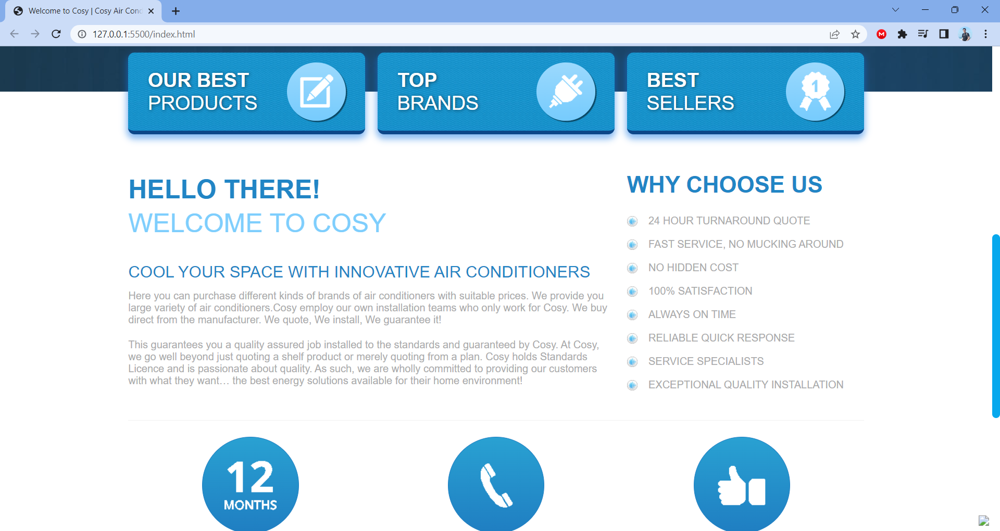 Welcome to Cosy | Cosy Air Cond
127.0.0.1:5500/index.html
M
OUR BEST
PRODUCTS
TOP
BRANDS
BEST
SELLERS
1
HELLO THERE!
WELCOME TO COSY
COOL YOUR SPACE WITH INNOVATIVE AIR CONDITIONERS
Here you can purchase different kinds of brands of air conditioners with suitable prices. We provide you
large variety of air conditioners.Cosy employ our own installation teams who only work for Cosy. We buy
direct from the manufacturer. We quote, We install, We guarantee it!
This guarantees you a quality assured job installed to the standards and guaranteed by Cosy. At Cosy,
we go well beyond just quoting a shelf product or merely quoting from a plan. Cosy holds Standards
Licence and is passionate about quality. As such, we are wholly committed to providing our customers
with what they want… the best energy solutions available for their home environment!
WHY CHOOSE US
24 HOUR TURNAROUND QUOTE
FAST SERVICE, NO MUCKING AROUND
NO HIDDEN COST
100% SATISFACTION
ALWAYS ON TIME
RELIABLE QUICK RESPONSE
SERVICE SPECIALISTS
EXCEPTIONAL QUALITY INSTALLATION
12
MONTHS